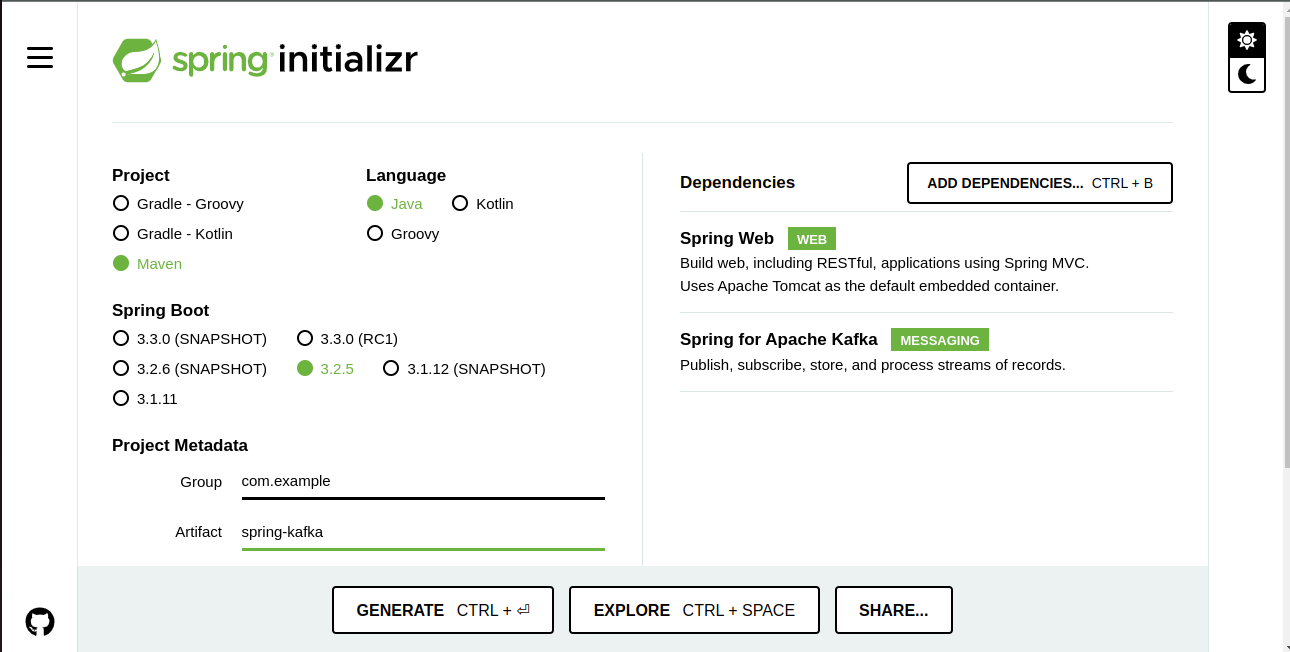 spring initializr
Project
Gradle - Groovy
Gradle - Kotlin
Maven
Language
Java Kotlin
Groovy
Spring Boot
3.3.0 (SNAPSHOT) 3.3.0 (RC1)
3.2.6 (SNAPSHOT) 3.2.5 3.1.12 (SNAPSHOT)
3.1.11
Project Metadata
Group com.example
Artifact spring-kafka
Dependencies ADD DEPENDENCIES... CTRL + B
Spring Web WEB
Build web, including RESTful, applications using Spring MVC.
Uses Apache Tomcat as the default embedded container.
Spring for Apache Kafka MESSAGING
Publish, subscribe, store, and process streams of records.
GENERATE CTRL + ⏎ EXPLORE CTRL + SPACE SHARE...